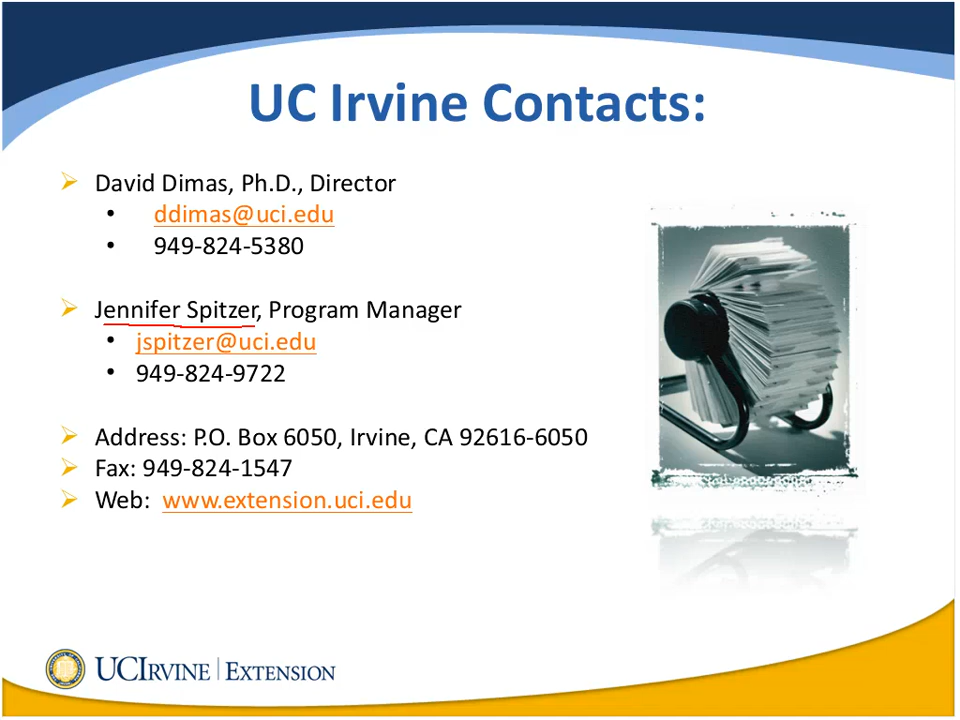 UC Irvine Contacts:
➢ David Dimas, Ph.D., Director
• ddimas@uci.edu
• 949-824-5380
➢ Jennifer Spitzer, Program Manager
• jspitzer@uci.edu
• 949-824-9722
➢ Address: P.O. Box 6050, Irvine, CA 92616-6050
➢ Fax: 949-824-1547
➢ Web: www.extension.uci.edu
UCIRVINE | EXTENSION